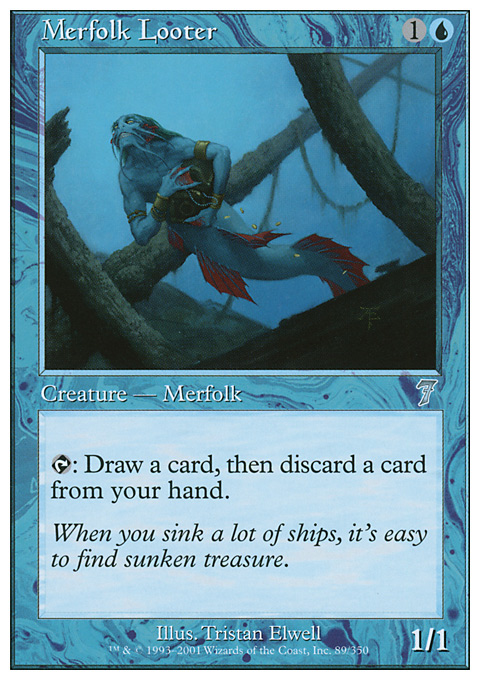 Merfolk Looter 1
Creature — Merfolk 7
: Draw a card, then discard a card
from your hand.
When you sink a lot of ships, it's easy
to find sunken treasure.
Illus. Tristan Elwell
™ & © 1993–2001 Wizards of the Coast, Inc. 89/350
1/1